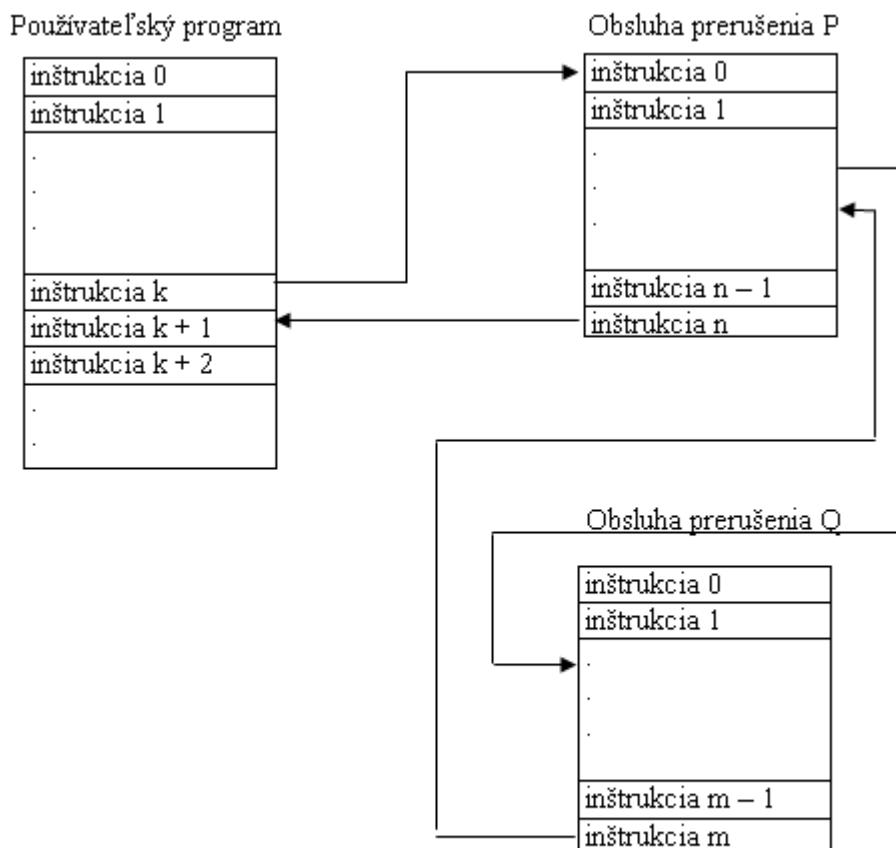 Používateľský program
inštrukcia 0
inštrukcia 1
.
.
.
inštrukcia k
inštrukcia k + 1
inštrukcia k + 2
.
.
Obsluha prerušenia P
inštrukcia 0
inštrukcia 1
.
.
.
inštrukcia n – 1
inštrukcia n
Obsluha prerušenia Q
inštrukcia 0
inštrukcia 1
.
.
.
inštrukcia m – 1
inštrukcia m